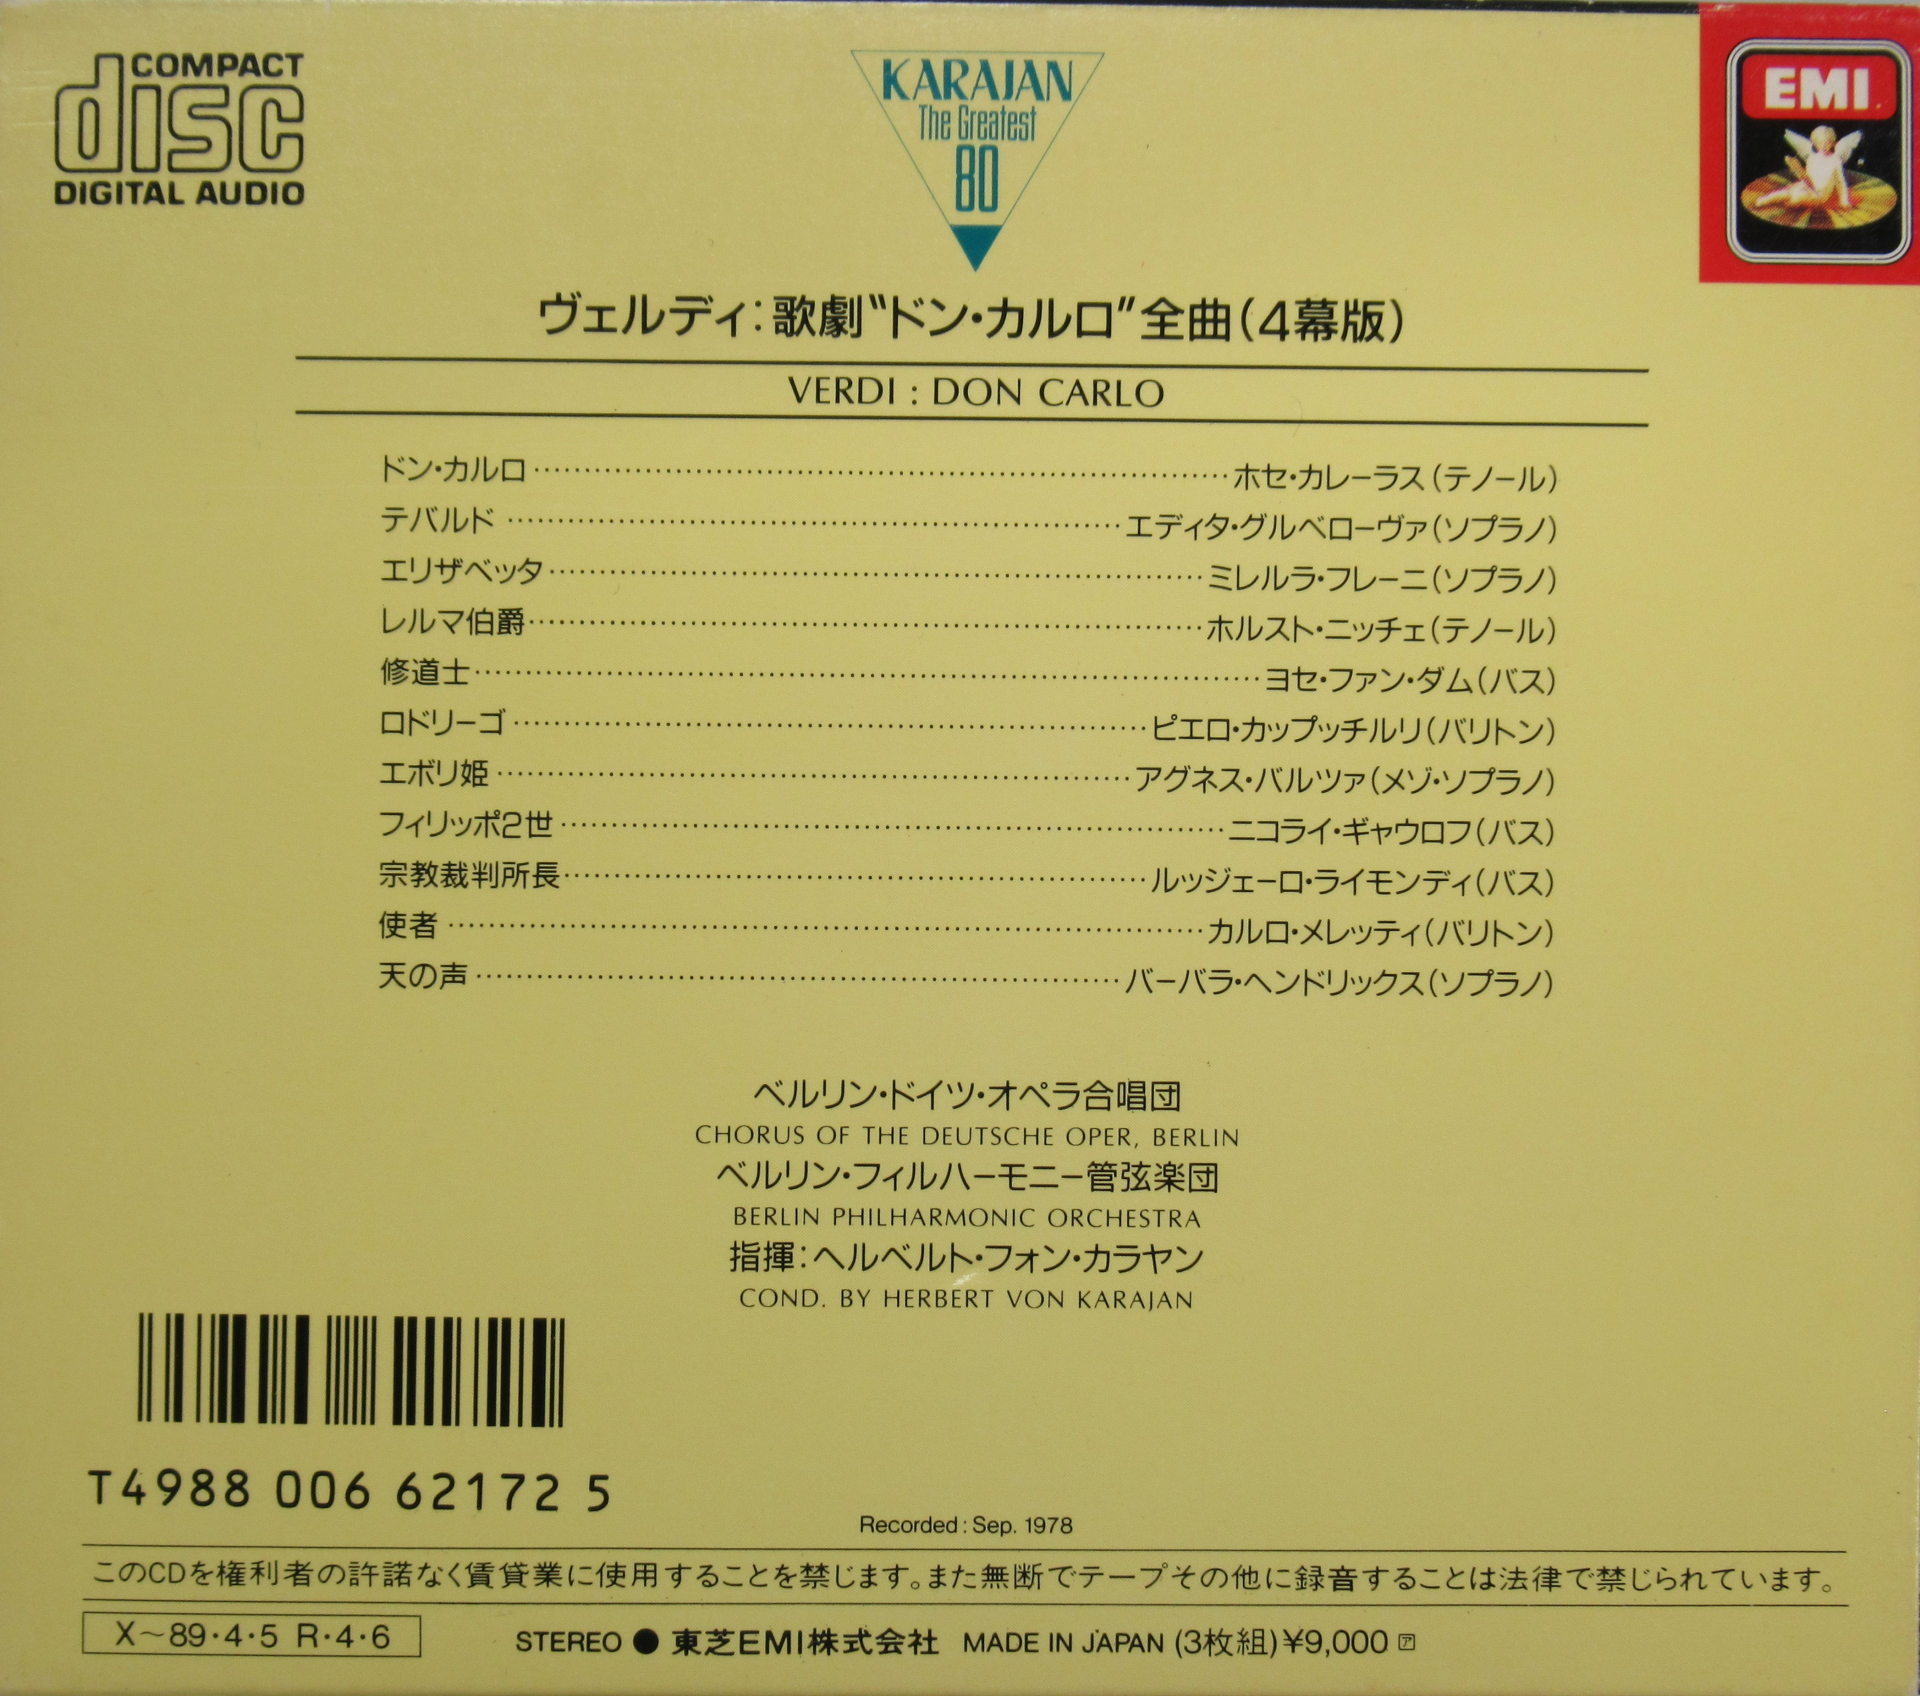 COMPACT
disc
DIGITAL AUDIO
KARAJAN
The Greatest
80
EMI
ヴェルディ:歌劇“ドン・カルロ”全曲(4幕版)
VERDI : DON CARLO
ドン・カルロ……ホセ・カレーラス(テノール)
テバルド……エディタ・グルベローヴァ(ソプラノ)
エリザベッタ……ミレルラ・フレーニ(ソプラノ)
レルマ伯爵……ホルスト・ニッチェ(テノール)
修道士……ヨセ・ファン・ダム(バス)
ロドリーゴ……ピエロ・カップッチルリ(バリトン)
エボリ姫……アグネス・バルツァ(メゾ・ソプラノ)
フィリッポ2世……ニコライ・ギャウロフ(バス)
宗教裁判所長……ルッジェーロ・ライモンディ(バス)
使者……カルロ・メレッティ(バリトン)
天の声……バーバラ・ヘンドリックス(ソプラノ)
ベルリン・ドイツ・オペラ合唱団
CHORUS OF THE DEUTSCHE OPER, BERLIN
ベルリン・フィルハーモニー管弦楽団
BERLIN PHILHARMONIC ORCHESTRA
指揮:ヘルベルト・フォン・カラヤン
COND. BY HERBERT VON KARAJAN
T4988 006 62172 5
Recorded : Sep. 1978
このCDを権利者の許諾なく賃貸業に使用することを禁じます。また無断でテープその他に録音することは法律で禁じられています。
X〜89・4・5 R・4・6
STEREO ● 東芝EMI株式会社 MADE IN JAPAN (3枚組)¥9,000 ア